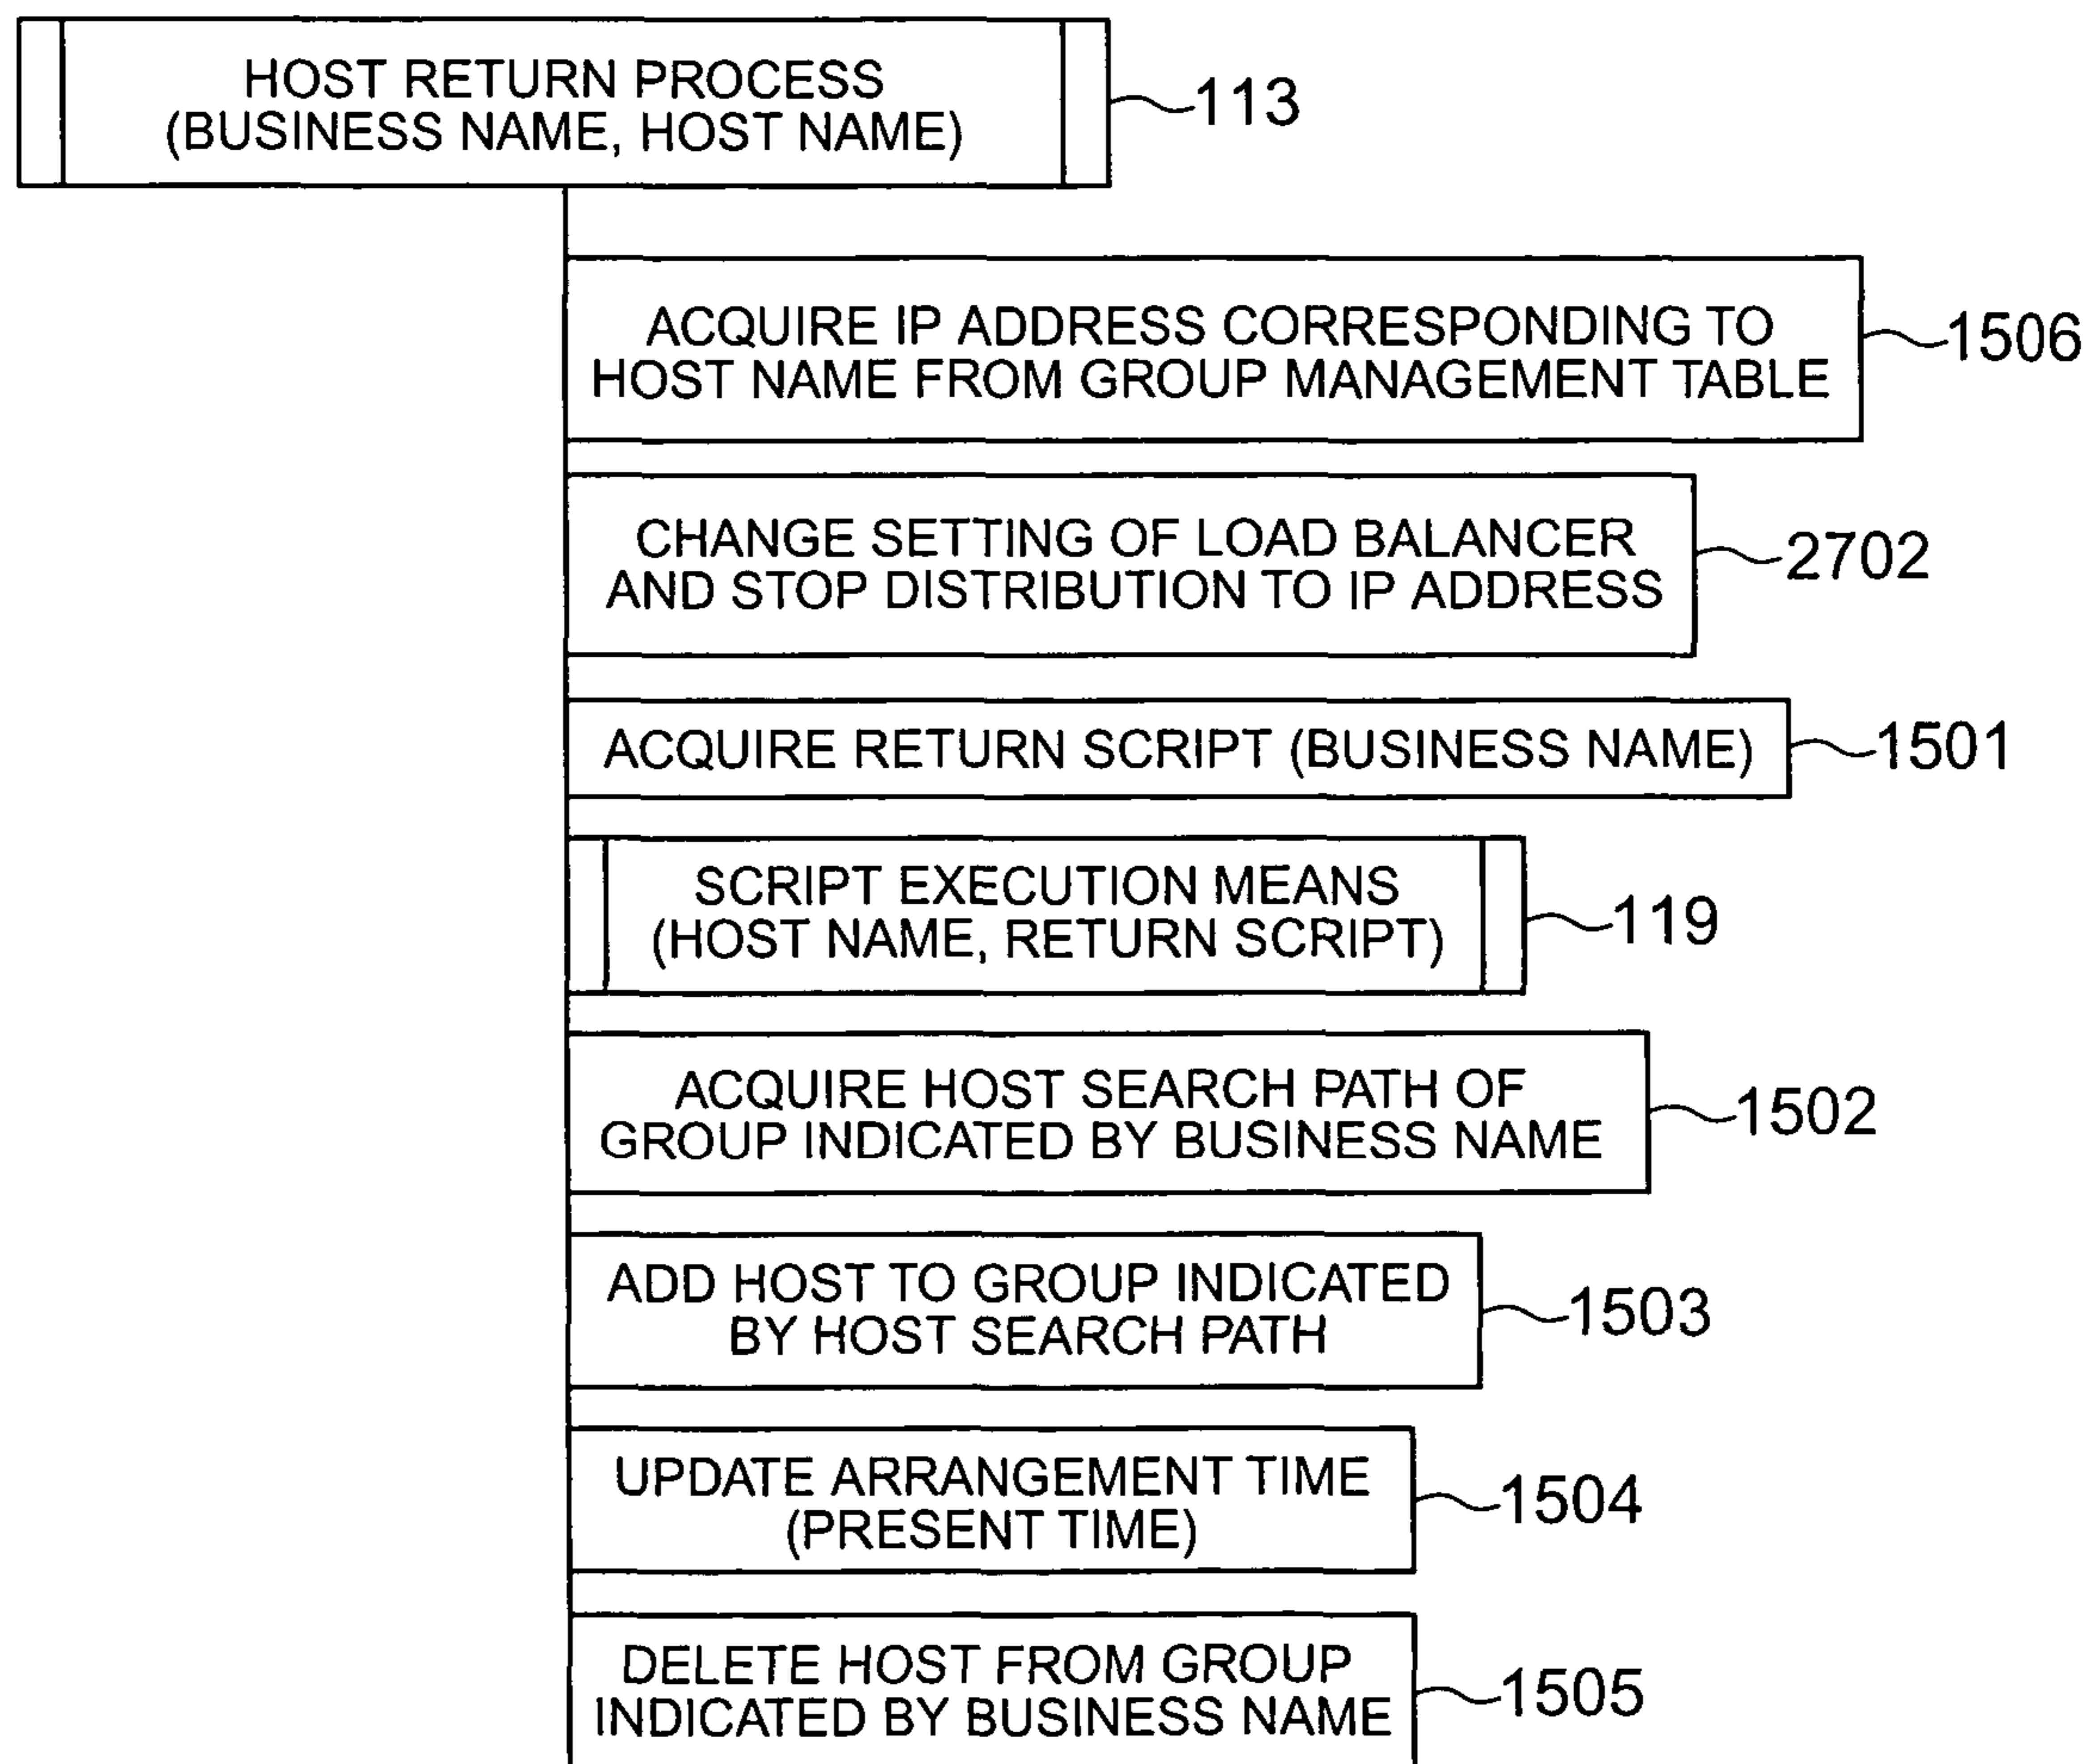 HOST RETURN PROCESS
(BUSINESS NAME, HOST NAME)
113
ACQUIRE IP ADDRESS CORRESPONDING TO
HOST NAME FROM GROUP MANAGEMENT TABLE
1506
CHANGE SETTING OF LOAD BALANCER
AND STOP DISTRIBUTION TO IP ADDRESS
2702
ACQUIRE RETURN SCRIPT (BUSINESS NAME)
1501
SCRIPT EXECUTION MEANS
(HOST NAME, RETURN SCRIPT)
119
ACQUIRE HOST SEARCH PATH OF
GROUP INDICATED BY BUSINESS NAME
1502
ADD HOST TO GROUP INDICATED
BY HOST SEARCH PATH
1503
UPDATE ARRANGEMENT TIME
(PRESENT TIME)
1504
DELETE HOST FROM GROUP
INDICATED BY BUSINESS NAME
1505